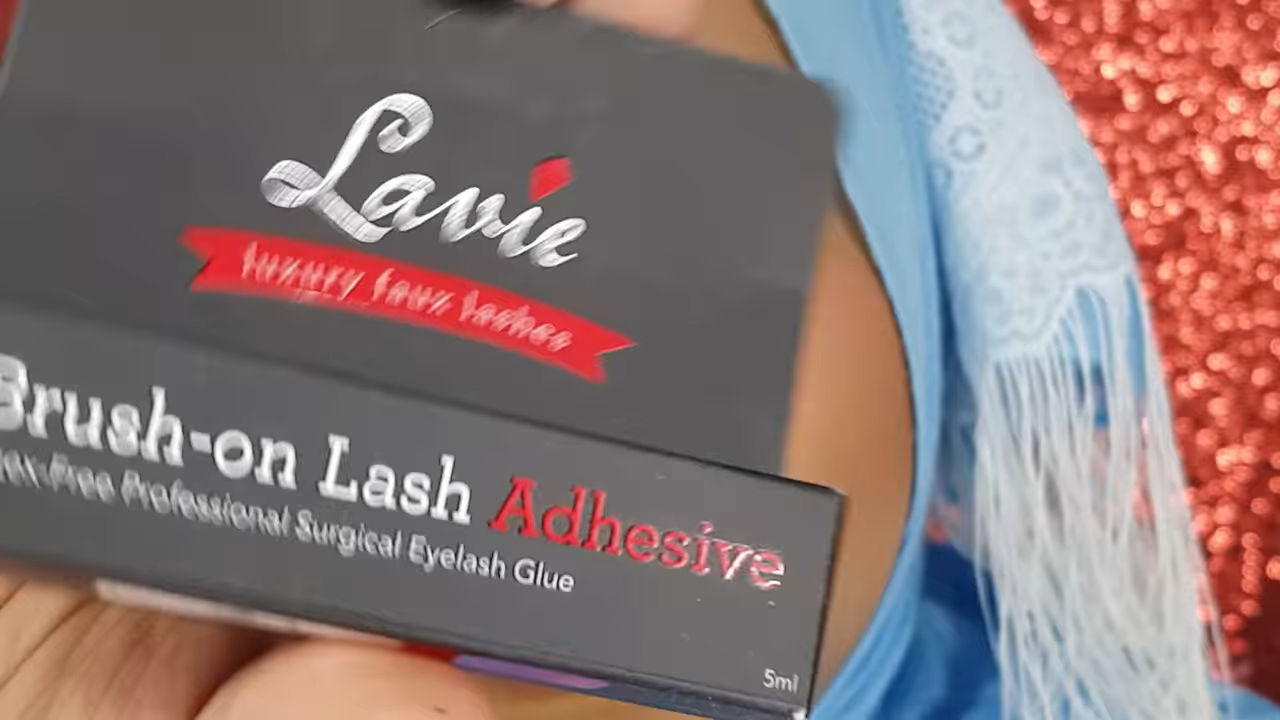 Lavie
luxury faux lashes
Brush-on Lash Adhesive
Professional Surgical Eyelash Glue
5ml